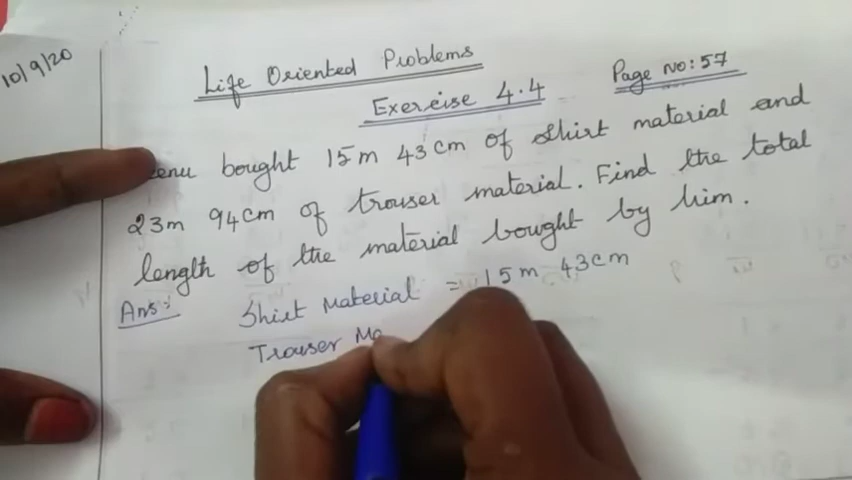 10/9/20
Life Oriented Problems
Exercise 4.4 Page No: 57
bought 15m 43cm of shirt material and
23m 94cm of trouser material. Find the total
length of the material bought by him.
Ans: Shirt Material = 15m 43cm
Trouser Ma